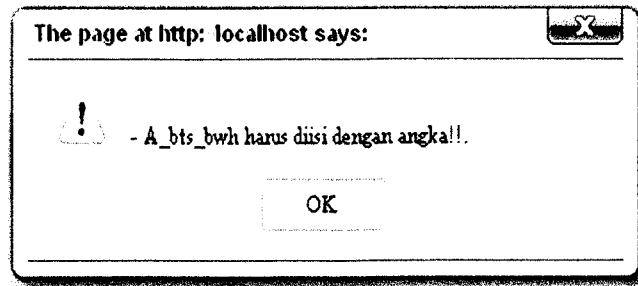 The page at http: localhost says:
- A_bts_bwh harus diisi dengan angka!!.
OK